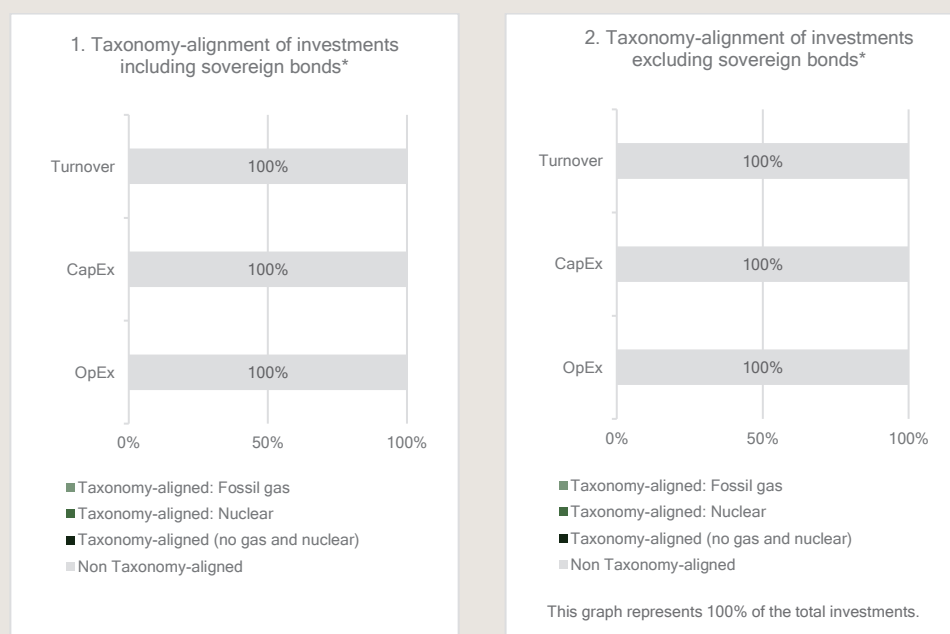 1. Taxonomy-alignment of investments
including sovereign bonds*
Turnover
100%
CapEx
100%
OpEx
100%
0%
50%
100%
Taxonomy-aligned: Fossil gas
Taxonomy-aligned: Nuclear
Taxonomy-aligned (no gas and nuclear)
Non Taxonomy-aligned
2. Taxonomy-alignment of investments
excluding sovereign bonds*
Turnover
100%
CapEx
100%
OpEx
100%
0%
50%
100%
Taxonomy-aligned: Fossil gas
Taxonomy-aligned: Nuclear
Taxonomy-aligned (no gas and nuclear)
Non Taxonomy-aligned
This graph represents 100% of the total investments.